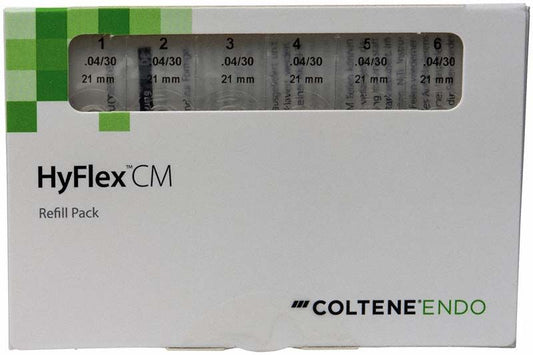 1 2 3 4 5 6
.04/30 .04/30 .04/30 .04/30 .04/30 .04/30
21 mm 21 mm 21 mm 21 mm 21 mm 21 mm
HyFlex™CM
Refill Pack
COLTENE®ENDO